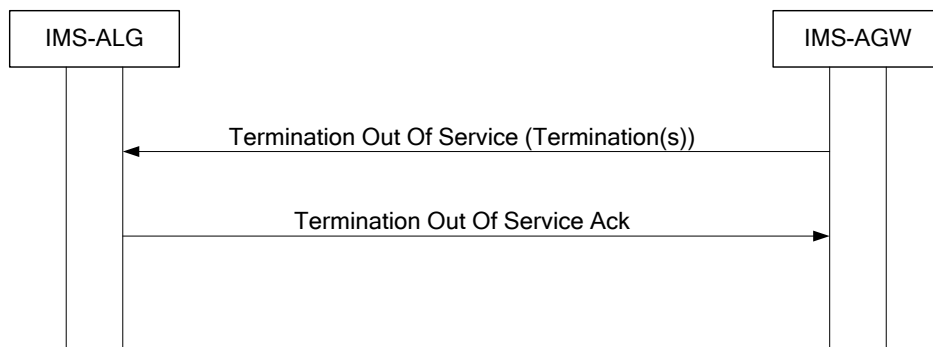 IMS-ALG
IMS-AGW
Termination Out Of Service (Termination(s))
Termination Out Of Service Ack